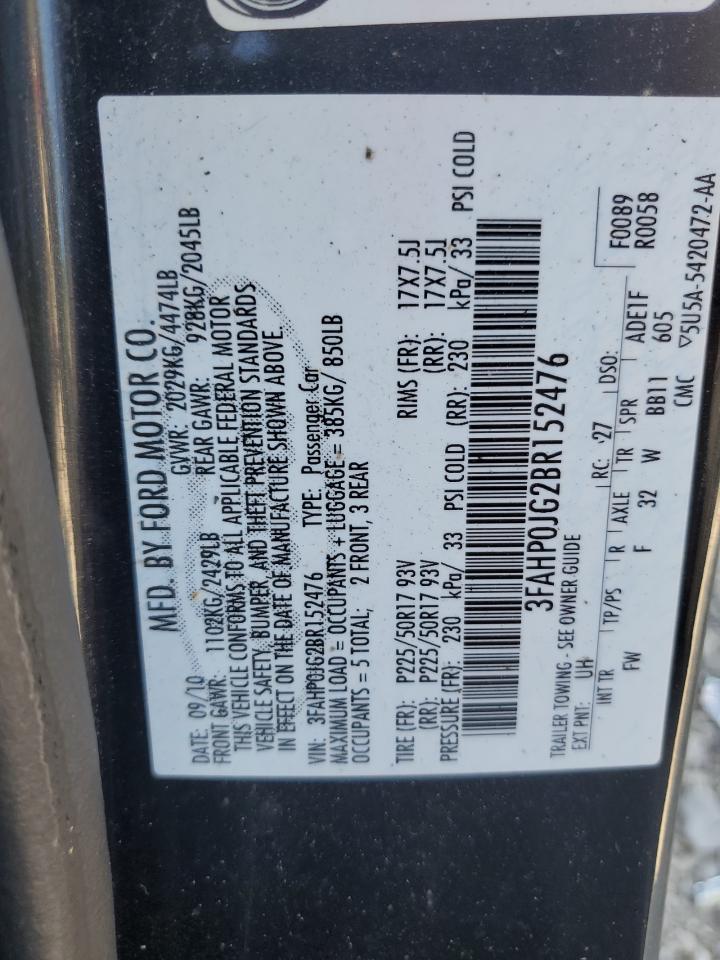 MFD. BY FORD MOTOR CO.
DATE: 09/10 GVWR: 2029KG/4474LB
FRONT GAWR: 1102KG/2429LB REAR GAWR: 928KG/2045LB
THIS VEHICLE CONFORMS TO ALL APPLICABLE FEDERAL MOTOR
VEHICLE SAFETY, BUMPER, AND THEFT PREVENTION STANDARDS
IN EFFECT ON THE DATE OF MANUFACTURE SHOWN ABOVE.
VIN: 3FAHP0JG2BR152476 TYPE: Passenger Car
MAXIMUM LOAD = OCCUPANTS + LUGGAGE = 385KG/ 850LB
OCCUPANTS = 5 TOTAL; 2 FRONT, 3 REAR
TIRE (FR): P225/50R17 93V RIMS (FR): 17X7.5J
(RR): P225/50R17 93V (RR): 17X7.5J
PRESSURE (FR): 230 kPa/ 33 PSI COLD (RR): 230 kPa/ 33 PSI COLD
3FAHP0JG2BR152476
TRAILER TOWING - SEE OWNER GUIDE
EXT PNT: UH RC: 27 DSO: F0089
INT TR TP/PS R AXLE TR SPR R0058
FW F 32 W BB11 ADE1F
605
CMC ▽5U5A-5420472-AA